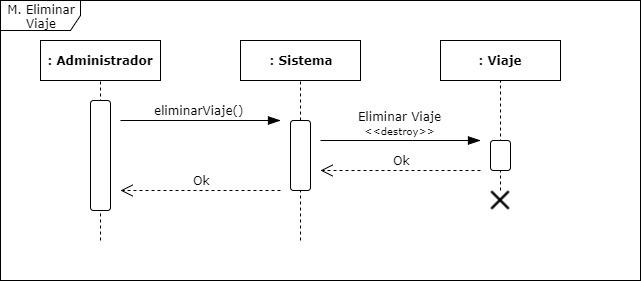 M. Eliminar
Viaje
: Administrador
: Sistema
: Viaje
eliminarViaje()
Eliminar Viaje
<<destroy>>
Ok
Ok